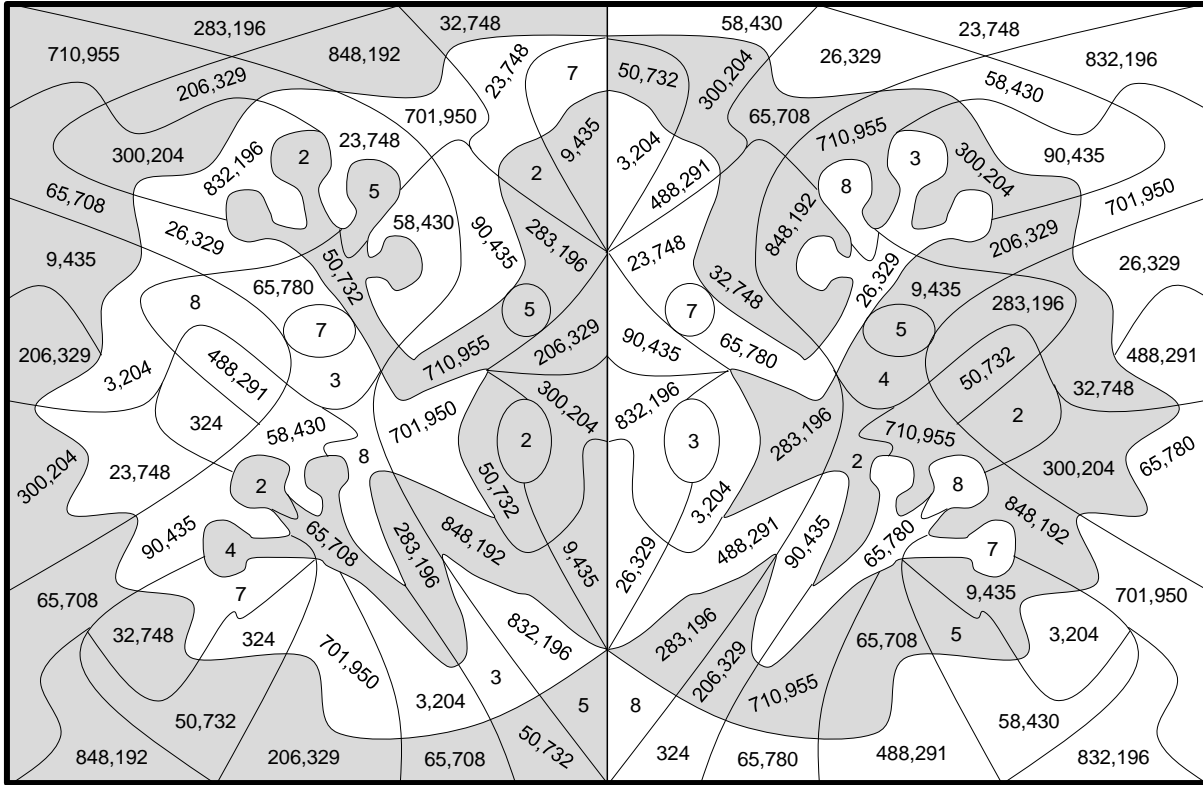 283,196 32,748 58,430 23,748
710,955 848,192 23,748 7 50,732 300,204 26,329 832,196
206,329 701,950 65,708 58,430
300,204 832,196 2 23,748 9,435 3,204 710,955 3 300,204 90,435
65,708 5 2 488,291 8 701,950
26,329 58,430 90,435 283,196 23,748 848,192 206,329
9,435 50,732 26,329 26,329
8 65,780 5 32,748 9,435 283,196
7 7 5
206,329 488,291 710,955 206,329 90,435 65,780 50,732 488,291
3,204 3 4 32,748
324 58,430 701,950 300,204 832,196 283,196 710,955 2
2 3
300,204 23,748 8 50,732 3,204 2 300,204 65,780
2 8
90,435 65,708 848,192 488,291 90,435 65,780 848,192
4 283,196 9,435 26,329 7
65,708 7 9,435 701,950
32,748 324 701,950 832,196 283,196 65,708 5 3,204
3 206,329
50,732 3,204 5 8 710,955 58,430
848,192 206,329 65,708 50,732 324 65,780 488,291 832,196